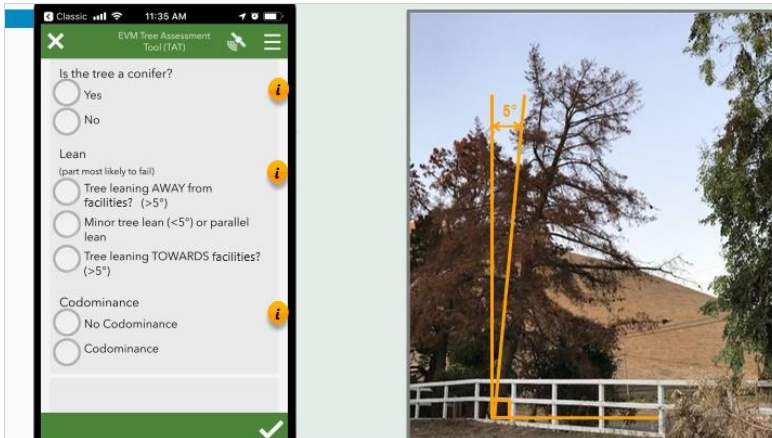 Classic 11:35 AM
EVM Tree Assessment
Tool (TAT)
Is the tree a conifer?
Yes
No
Lean
(part most likely to fail)
Tree leaning AWAY from
facilities? (>5°)
Minor tree lean (<5°) or parallel
lean
Tree leaning TOWARDS facilities?
(>5°)
Codominance
No Codominance
Codominance
5°